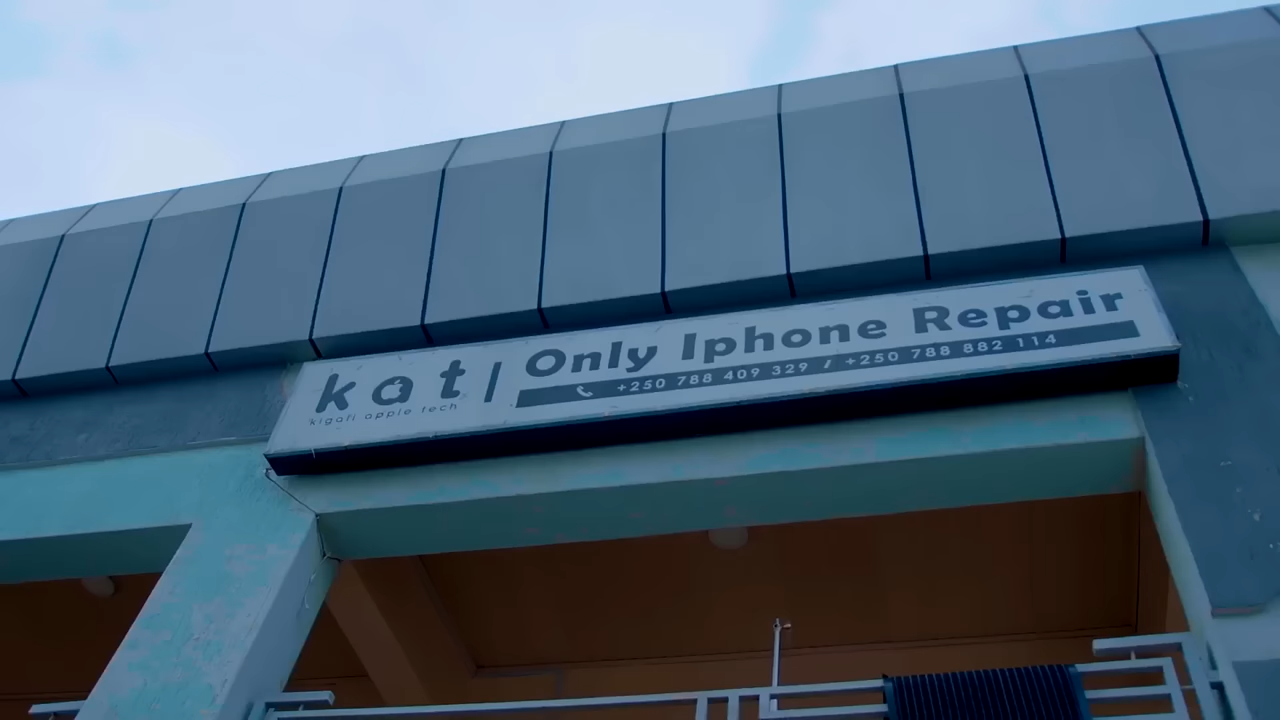 kat
kigali apple tech
Only Iphone Repair
+250 788 409 329 / +250 788 882 114